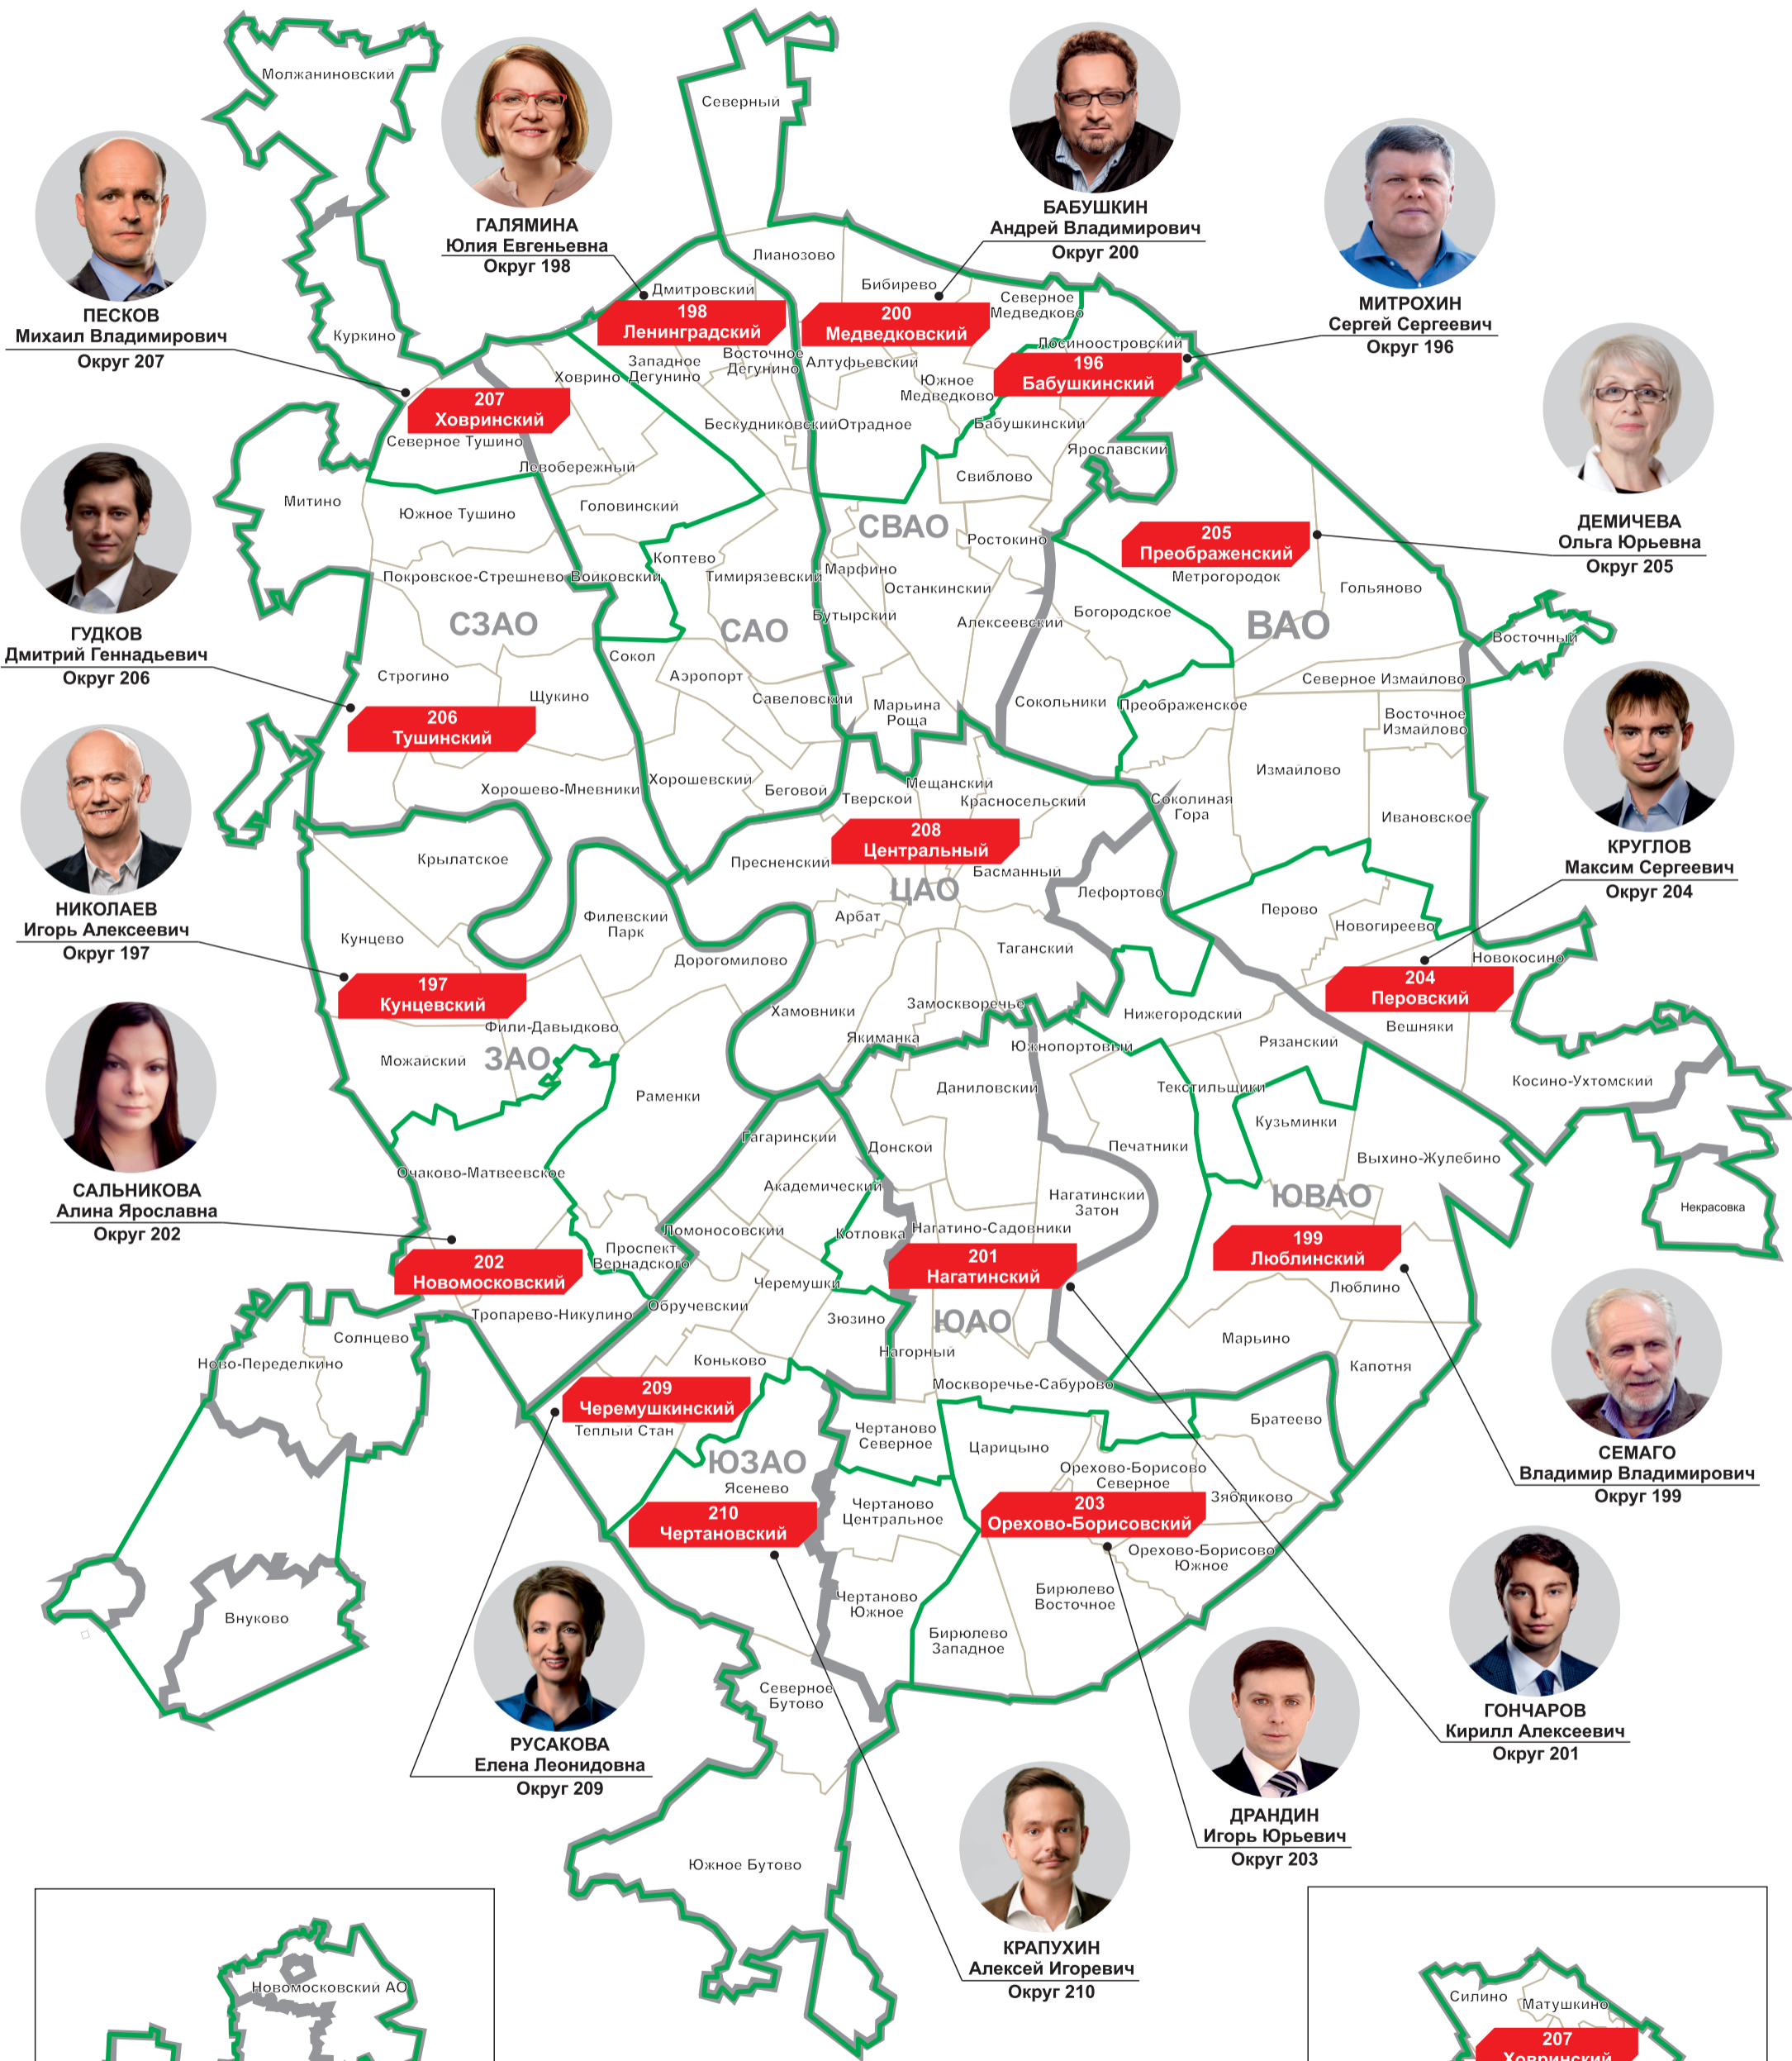 Молжаниновский
Северный
ГАЛЯМИНА
Юлия Евгеньевна
Округ 198
БАБУШКИН
Андрей Владимирович
Округ 200
МИТРОХИН
Сергей Сергеевич
Округ 196
ПЕСКОВ
Михаил Владимирович
Округ 207
Куркино
Лианозово
Дмитровский
Бибирево
Северное
Медведково
198
Ленинградский
200
Медведковский
Лосиноостровский
196
Бабушкинский
Ховрино
Западное
Дегунино
Восточное
Дегунино
Алтуфьевский
Южное
Медведково
207
Ховринский
Северное Тушино
Бескудниковский
Отрадное
Бабушкинский
Ярославский
Левобережный
Свиблово
Митино
Южное Тушино
Головинский
СВАО
Ростокино
205
Преображенский
Метрогородок
ДЕМИЧЕВА
Ольга Юрьевна
Округ 205
Коптево
Покровское-Стрешнево
Войковский
Тимирязевский
Марфино
Останкинский
Гольяново
СЗАО
САО
Бутырский
Алексеевский
Богородское
ВАО
Восточный
ГУДКОВ
Дмитрий Геннадьевич
Округ 206
Сокол
Строгино
Щукино
Аэропорт
Савеловский
Марьина
Роща
Сокольники
Преображенское
Северное Измайлово
Восточное
Измайлово
206
Тушинский
Измайлово
Хорошево-Мневники
Хорошевский
Беговой
Тверской
Мещанский
Красносельский
Соколиная
Гора
Ивановское
208
Центральный
КРУГЛОВ
Максим Сергеевич
Округ 204
Крылатское
Пресненский
Басманный
ЦАО
Лефортово
НИКОЛАЕВ
Игорь Алексеевич
Округ 197
Филевский
Парк
Арбат
Перово
Новогиреево
Кунцево
Дорогомилово
Таганский
Новокосино
197
Кунцевский
204
Перовский
Хамовники
Замоскворечье
Нижегородский
Вешняки
Фили-Давыдково
Якиманка
Южнопортовый
Рязанский
Можайский
ЗАО
Даниловский
Текстильщики
Косино-Ухтомский
Раменки
Кузьминки
Гагаринский
Донской
Печатники
Выхино-Жулебино
САЛЬНИКОВА
Алина Ярославна
Округ 202
Очаково-Матвеевское
Академический
Нагатинский
Затон
ЮВАО
Некрасовка
Ломоносовский
Котловка
Нагатино-Садовники
Проспект
Вернадского
201
Нагатинский
199
Люблинский
202
Новомосковский
Черемушки
Люблино
Тропарево-Никулино
Обручевский
Зюзино
ЮАО
Солнцево
Ново-Переделкино
Коньково
Нагорный
Марьино
Капотня
209
Черемушкинский
Москворечье-Сабурово
Теплый Стан
Чертаново
Северное
Царицыно
Братеево
СЕМАГО
Владимир Владимирович
Округ 199
ЮЗАО
Ясенево
Орехово-Борисово
Северное
Зябликово
210
Чертановский
Чертаново
Центральное
203
Орехово-Борисовский
Орехово-Борисово
Южное
Внуково
Чертаново
Южное
Бирюлево
Восточное
Бирюлево
Западное
Северное
Бутово
РУСАКОВА
Елена Леонидовна
Округ 209
ГОНЧАРОВ
Кирилл Алексеевич
Округ 201
ДРАНДИН
Игорь Юрьевич
Округ 203
Южное Бутово
КРАПУХИН
Алексей Игоревич
Округ 210
Новомосковский АО
Силино
Матушкино
207
Ховринский